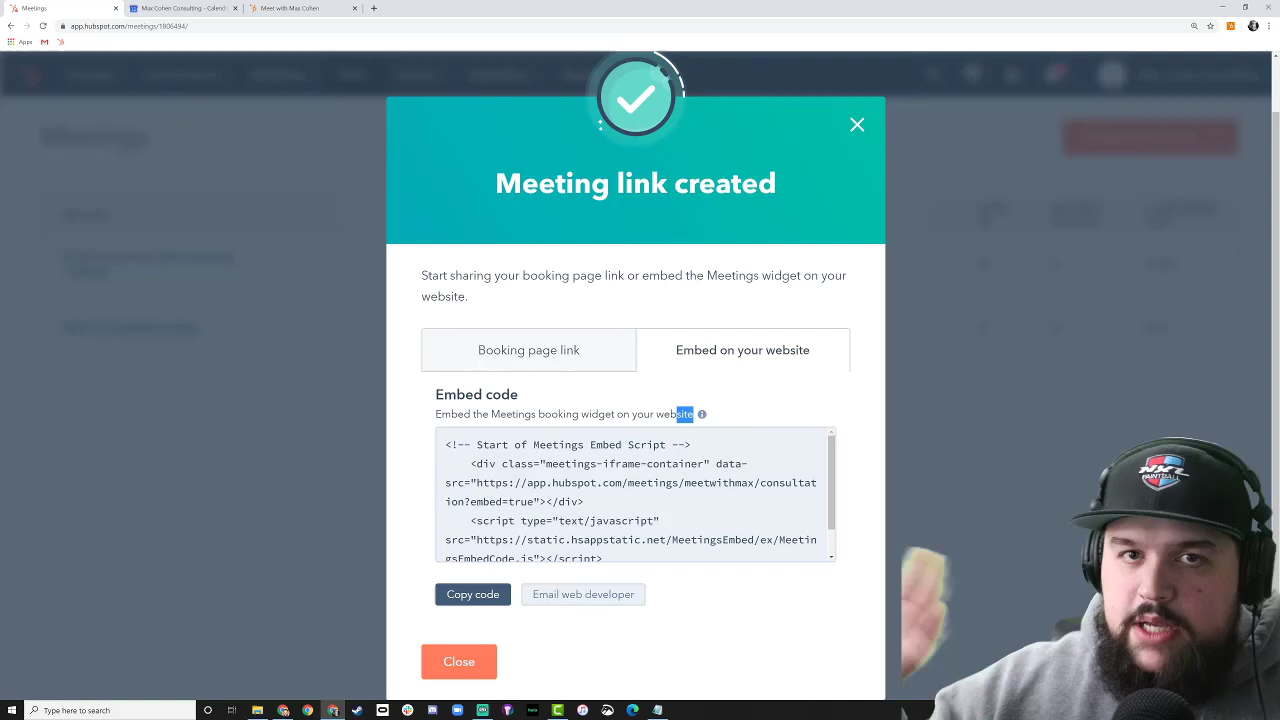 Meetings
Max Cohen Consulting - Calend
Meet with Max Cohen
app.hubspot.com/meetings/1806494/
Apps
Meetings
Meeting link created
Start sharing your booking page link or embed the Meetings widget on your
website.
Booking page link
Embed on your website
Embed code
Embed the Meetings booking widget on your website
<!-- Start of Meetings Embed Script -->
<div class="meetings-iframe-container" data-
src="https://app.hubspot.com/meetings/meetwithmax/consultat
ion?embed=true"></div>
<script type="text/javascript"
src="https://static.hsappstatic.net/MeetingsEmbed/ex/Meetin
gsEmbedCode.js"></script>
Copy code
Email web developer
Close
NKL
PAINTBALL
Type here to search
hulu